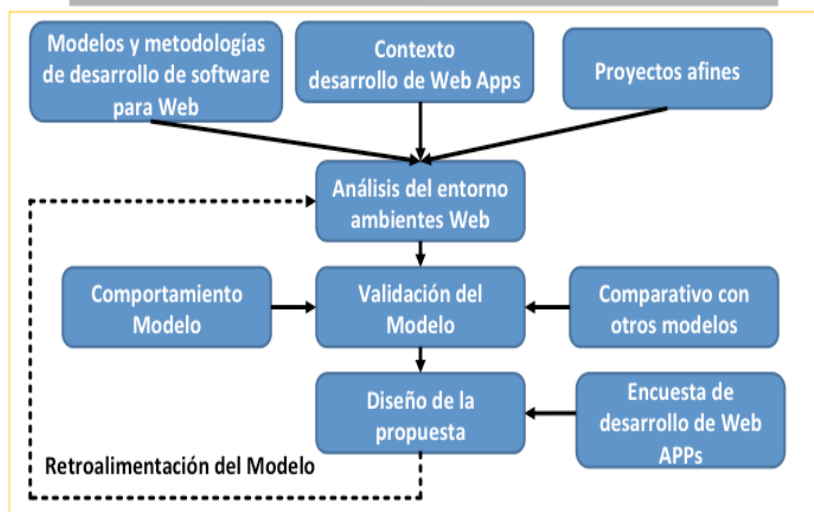 Modelos y metodologías
de desarrollo de software
para Web
Contexto
desarrollo de Web Apps
Proyectos afines
Análisis del entorno
ambientes Web
Comportamiento
Modelo
Validación del
Modelo
Comparativo con
otros modelos
Diseño de la
propuesta
Encuesta de
desarrollo de Web
APPs
Retroalimentación del Modelo